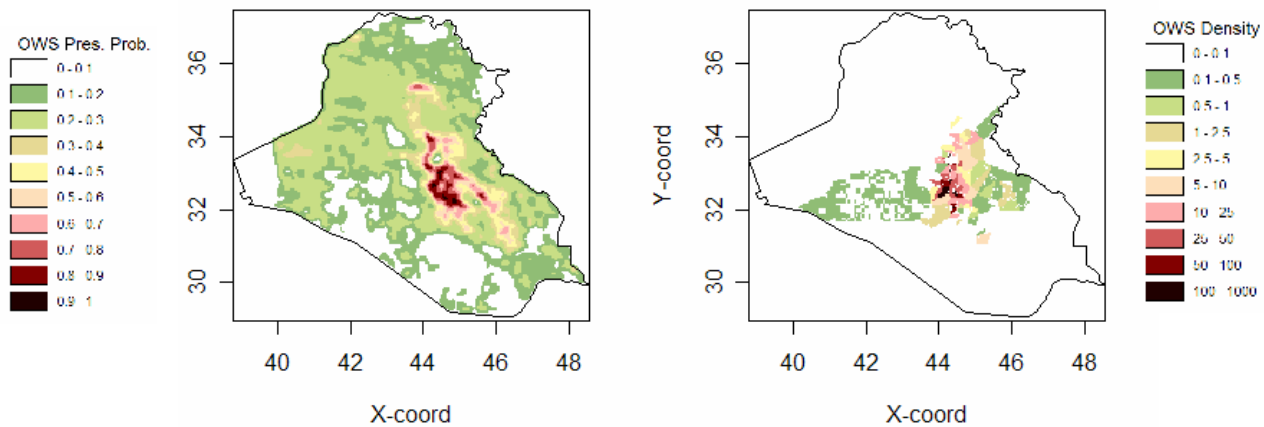 OWS Pres. Prob.
0 - 0 1
0 1 - 0 2
0 2 - 0 3
0 3 - 0 4
0 4 - 0 5
0 5 - 0 6
0 6 0 7
0 7 0 8
0 8 0 9
0 9 1
36
34
32
30
40
42
44
46
48
X-coord
Y-coord
36
34
32
30
40
42
44
46
48
X-coord
OWS Density
0 - 0 1
0 1 - 0 5
0 5 - 1
1 - 2 5
2 5 - 5
5 - 10
10 25
25 50
50 100
100 1000